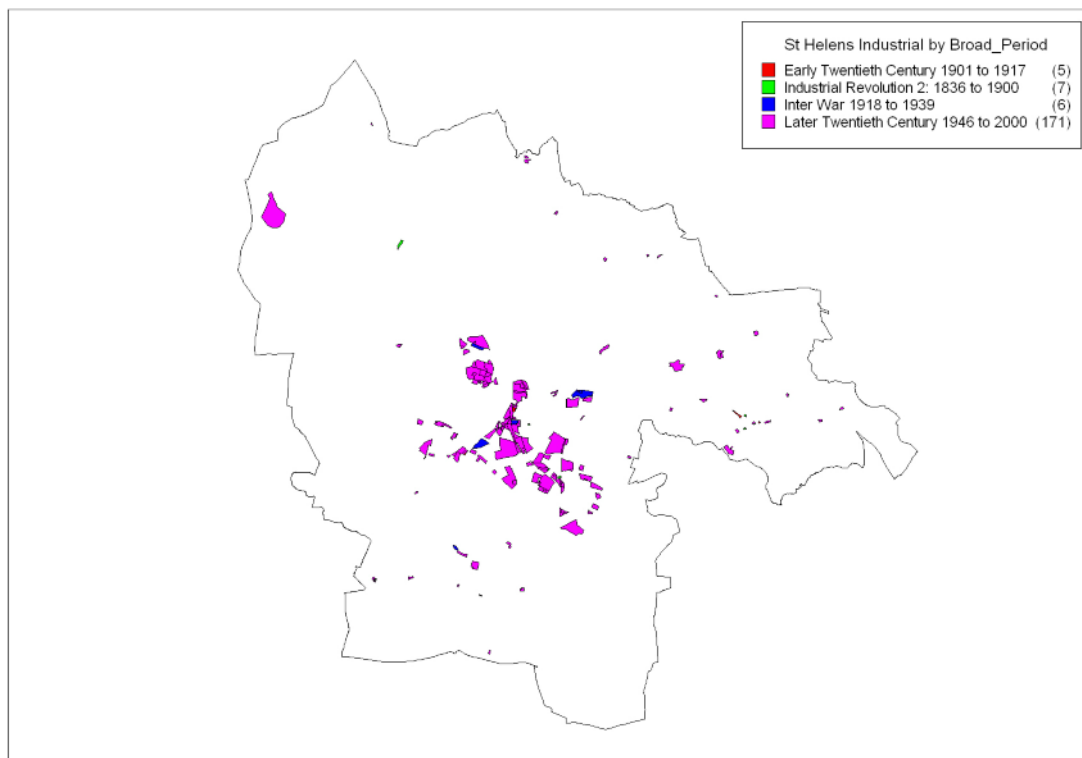 St Helens Industrial by Broad_Period
Early Twentieth Century 1901 to 1917 (5)
Industrial Revolution 2: 1836 to 1900 (7)
Inter War 1918 to 1939 (6)
Later Twentieth Century 1946 to 2000 (171)